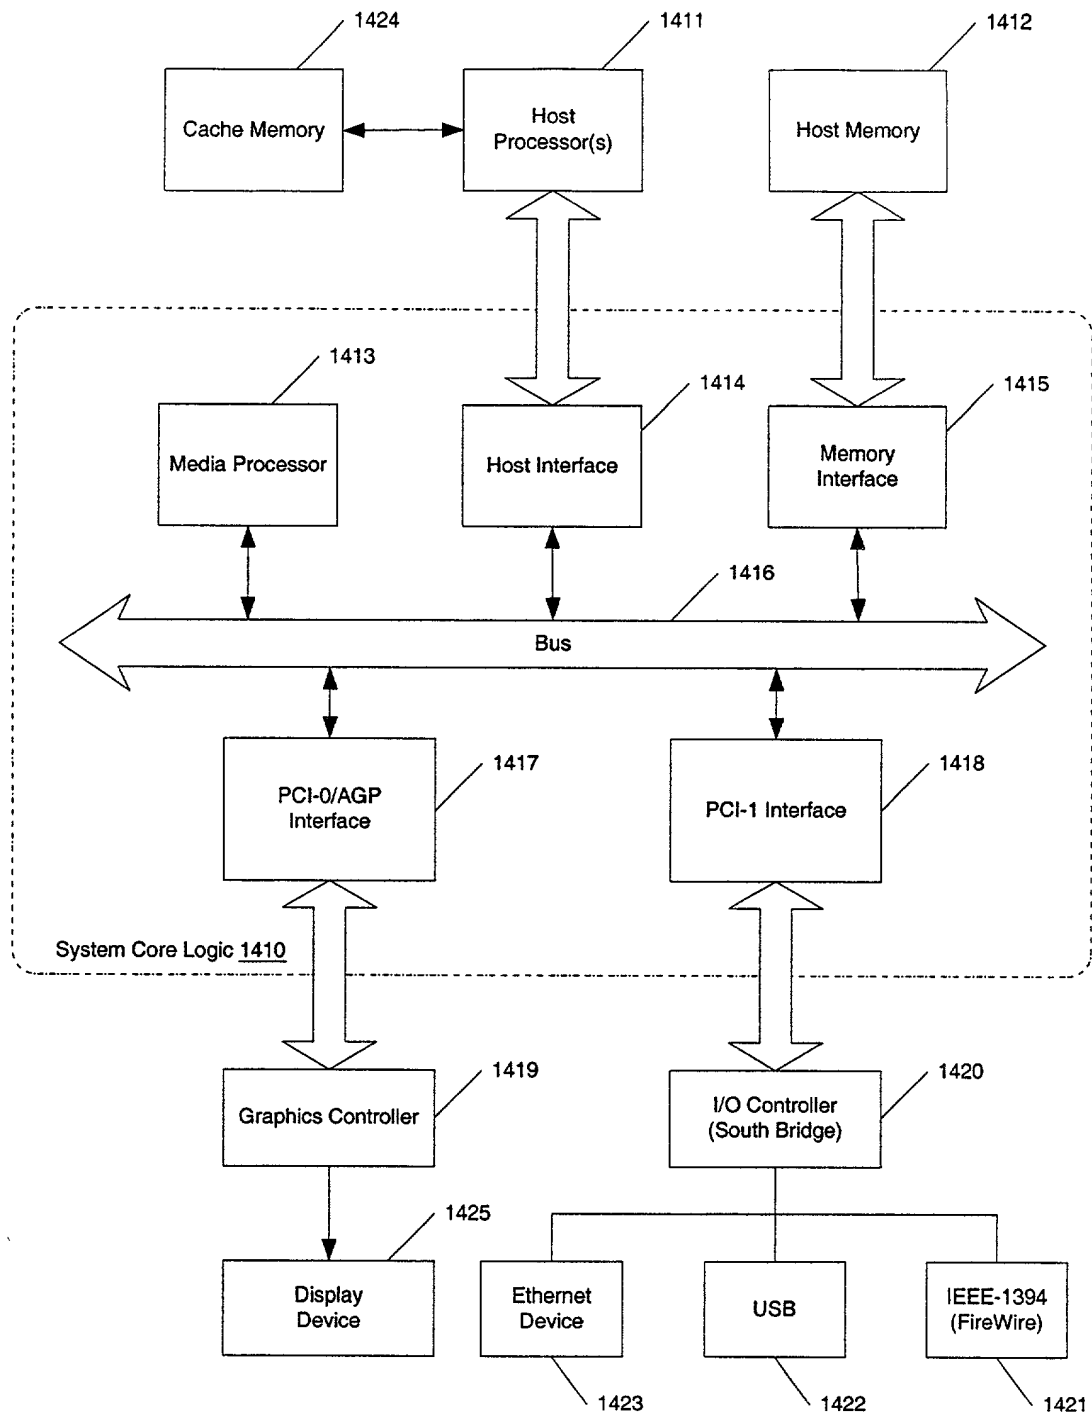 1424
1411
1412
Cache Memory
Host
Processor(s)
Host Memory
1413
1414
1415
Media Processor
Host Interface
Memory
Interface
1416
Bus
1417
1418
PCI-0/AGP
Interface
PCI-1 Interface
System Core Logic 1410
1419
1420
Graphics Controller
I/O Controller
(South Bridge)
1425
Display
Device
Ethernet
Device
USB
IEEE-1394
(FireWire)
1423
1422
1421